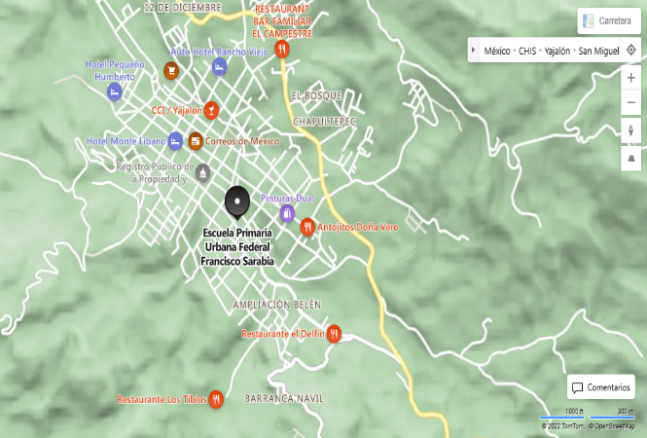 12 DE DICIEMBRE
RESTAURANT
BAR FAMILIAR
EL CAMPESTRE
Carretera
México · CHIS · Yajalón · San Miguel
Auto Hotel Rancho Viejo
Hotel Pequeño
Humberto
EL BOSQUE
CCI / Yajalón
CHAPULTEPEC
Hotel Monte Libano
Correos de México
Registro Público de
la Propiedad y...
Pinturas Dual
Escuela Primaria
Urbana Federal
Francisco Sarabia
Antojitos Doña Vero
AMPLIACIÓN BELÉN
Restaurante el Delfin
Restaurante Los Tibios
BARRANCA NAVIL
Comentarios
1000 ft 300 m
© 2022 TomTom, © OpenStreetMap